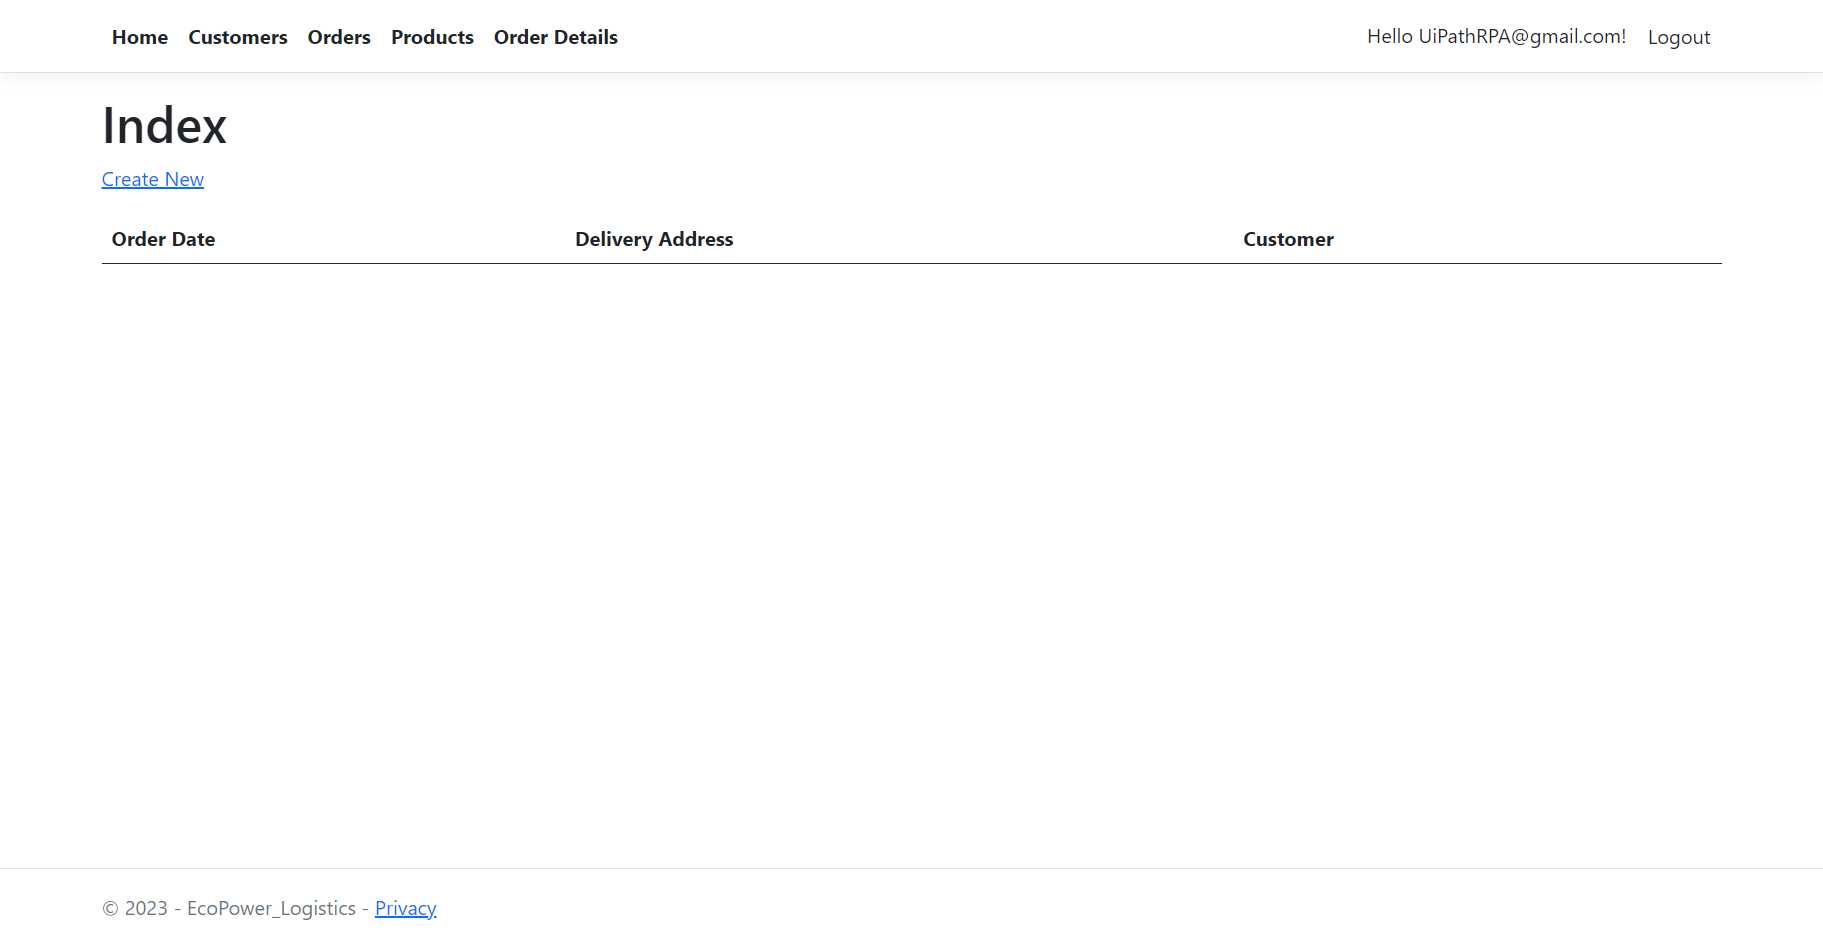 Home Customers Orders Products Order Details Hello UiPathRPA@gmail.com! Logout
Index
Create New
Order Date Delivery Address Customer
© 2023 - EcoPower_Logistics - Privacy